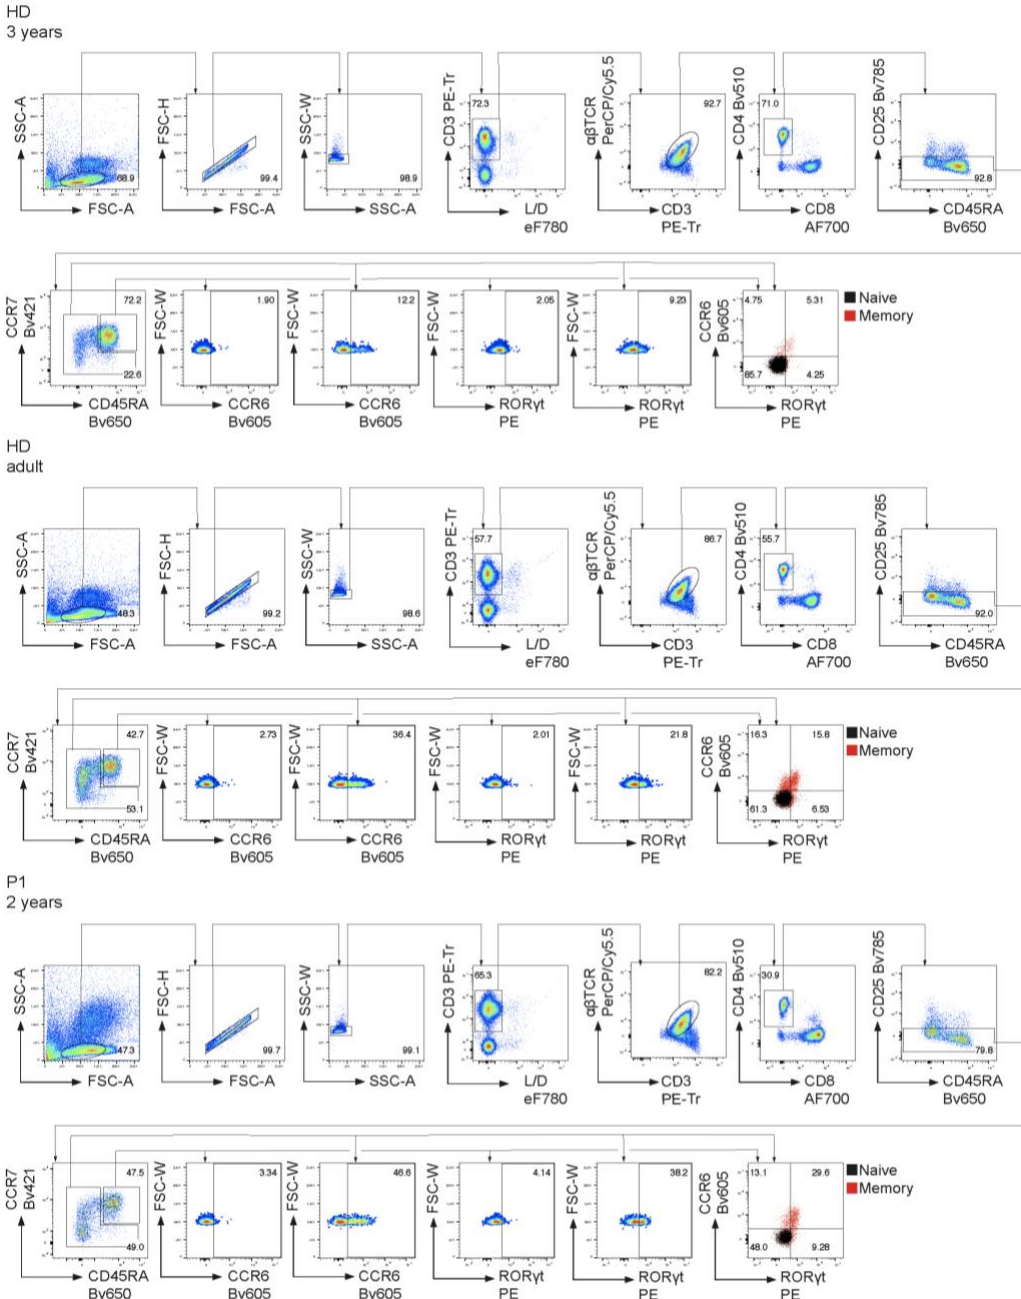 HD
3 years
SSC-A
FSC-A
68.9
FSC-H
FSC-A
99.4
SSC-W
SSC-A
98.9
CD3 PE-Tr
72.3
L/D
eF780
αβTCR
PerCP/Cy5.5
92.7
CD3
PE-Tr
CD4 Bv510
71.0
CD8
AF700
CD25 Bv785
92.8
CD45RA
Bv650
CCR7
Bv421
72.2
22.6
CD45RA
Bv650
FSC-W
1.90
CCR6
Bv605
FSC-W
12.2
CCR6
Bv605
FSC-W
2.05
RORγt
PE
FSC-W
9.23
RORγt
PE
CCR6
Bv605
4.75
5.31
85.7
4.25
RORγt
PE
Naive
Memory
HD
adult
SSC-A
48.3
FSC-A
FSC-H
99.2
FSC-A
SSC-W
98.6
SSC-A
CD3 PE-Tr
57.7
L/D
eF780
αβTCR
PerCP/Cy5.5
86.7
CD3
PE-Tr
CD4 Bv510
55.7
CD8
AF700
CD25 Bv785
92.0
CD45RA
Bv650
CCR7
Bv421
42.7
53.1
CD45RA
Bv650
FSC-W
2.73
CCR6
Bv605
FSC-W
36.4
CCR6
Bv605
FSC-W
2.01
RORγt
PE
FSC-W
21.8
RORγt
PE
CCR6
Bv605
16.3
15.8
61.3
6.53
RORγt
PE
Naive
Memory
P1
2 years
SSC-A
47.3
FSC-A
FSC-H
99.7
FSC-A
SSC-W
99.1
SSC-A
CD3 PE-Tr
65.3
L/D
eF780
αβTCR
PerCP/Cy5.5
82.2
CD3
PE-Tr
CD4 Bv510
30.9
CD8
AF700
CD25 Bv785
79.8
CD45RA
Bv650
CCR7
Bv421
47.5
49.0
CD45RA
Bv650
FSC-W
3.34
CCR6
Bv605
FSC-W
46.6
CCR6
Bv605
FSC-W
4.14
RORγt
PE
FSC-W
38.2
RORγt
PE
CCR6
Bv605
13.1
29.6
48.0
9.28
RORγt
PE
Naive
Memory